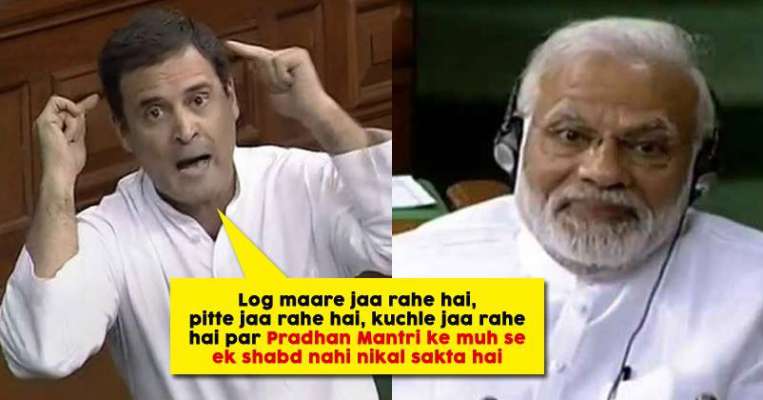 Log maare jaa rahe hai,
pitte jaa rahe hai, kuchle jaa rahe
hai par Pradhan Mantri ke muh se
ek shabd nahi nikal sakta hai